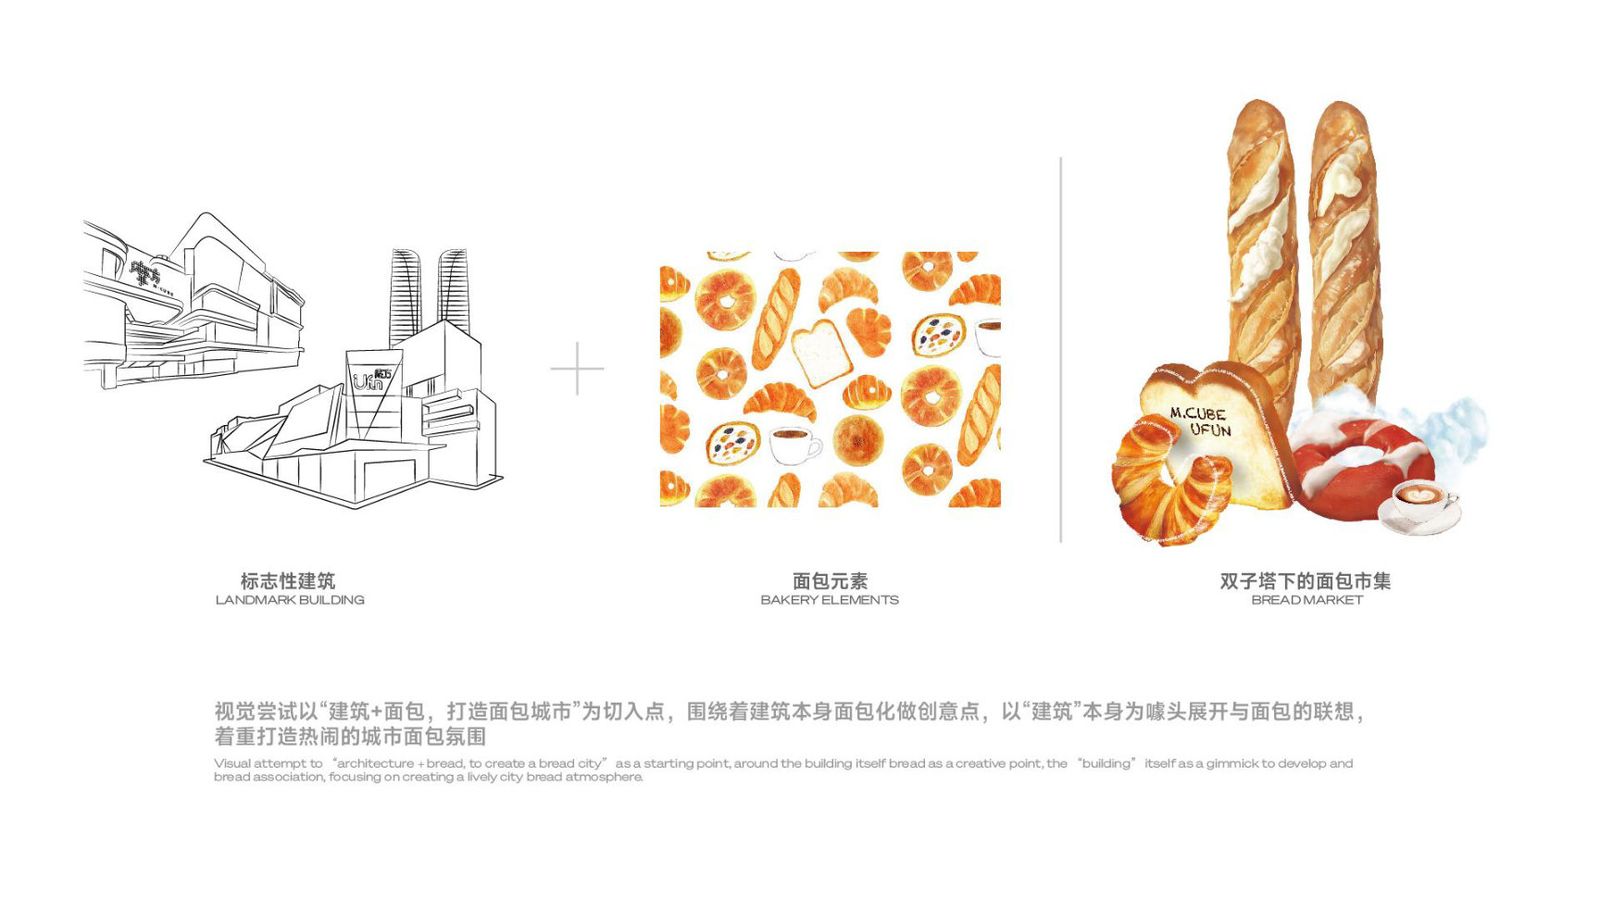 M·CUBE
Uin
M.CUBE
UFUN
标志性建筑
LANDMARK BUILDING
面包元素
BAKERY ELEMENTS
双子塔下的面包市集
BREAD MARKET
视觉尝试以“建筑+面包，打造面包城市”为切入点，围绕着建筑本身面包化做创意点，以“建筑”本身为噱头展开与面包的联想，
着重打造热闹的城市面包氛围
Visual attempt to “architecture + bread, to create a bread city” as a starting point, around the building itself bread as a creative point, the “building” itself as a gimmick to develop and
bread association, focusing on creating a lively city bread atmosphere.